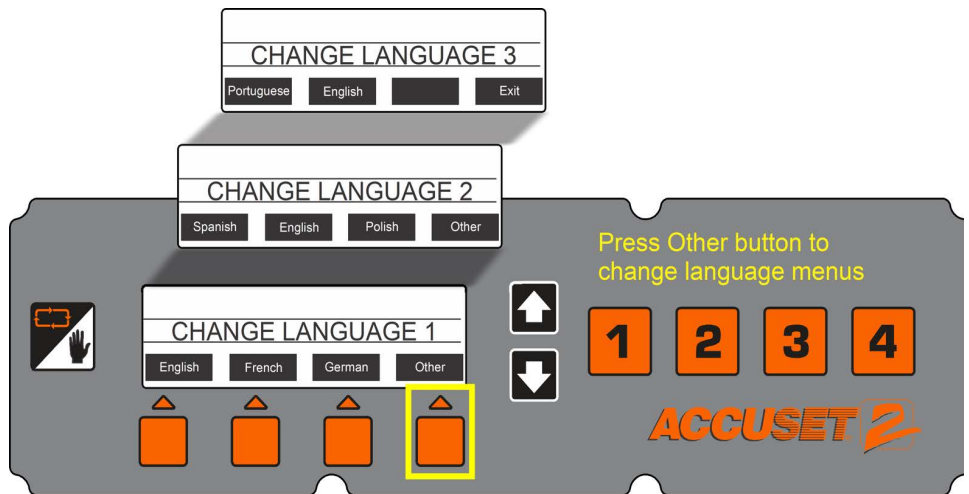 CHANGE LANGUAGE 3
Portuguese English Exit
CHANGE LANGUAGE 2
Spanish English Polish Other
Press Other button to
change language menus
CHANGE LANGUAGE 1
English French German Other
1 2 3 4
ACCUSET 2